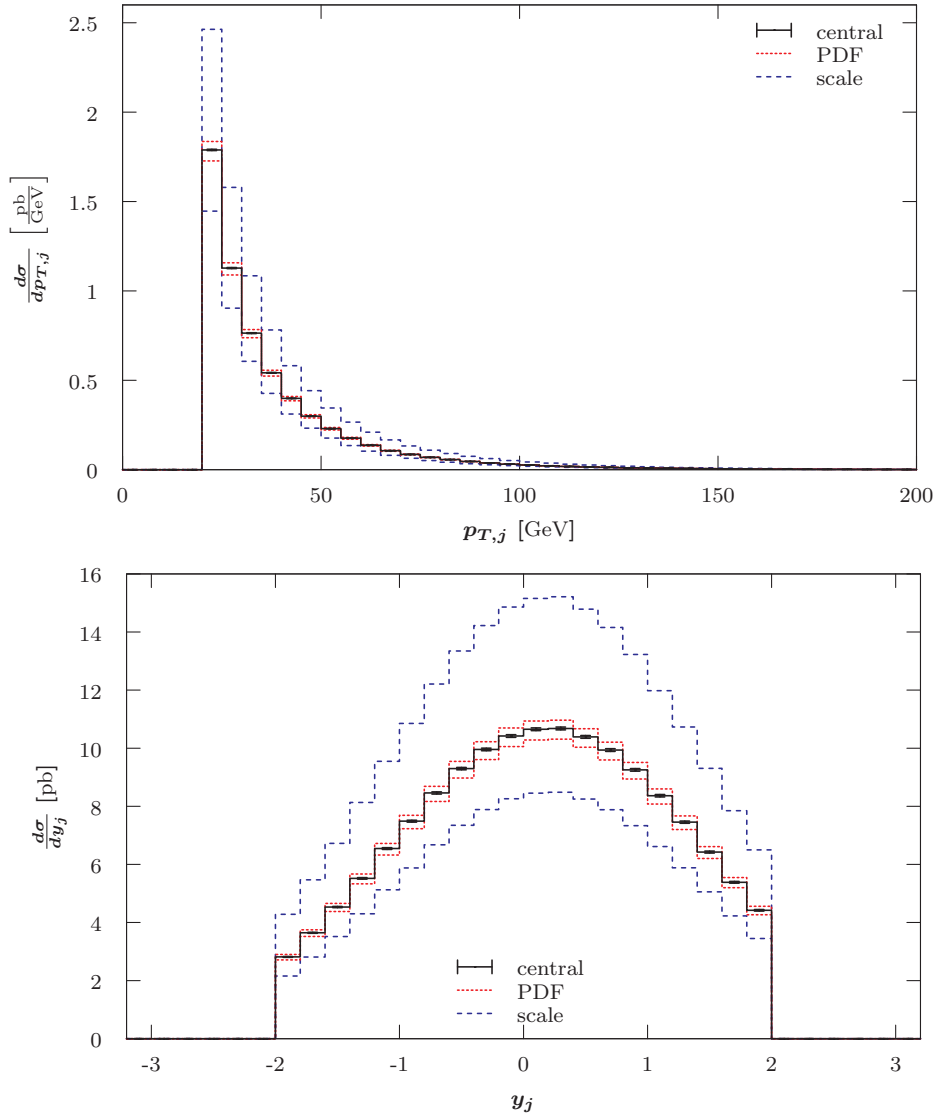 2.5
2
1.5
1
0.5
0
dσ/dp_{T,j} [pb/GeV]
central
PDF
scale
0 50 100 150 200
p_{T,j} [GeV]
16
14
12
10
8
6
4
2
0
dσ/dy_j [pb]
central
PDF
scale
-3 -2 -1 0 1 2 3
y_j